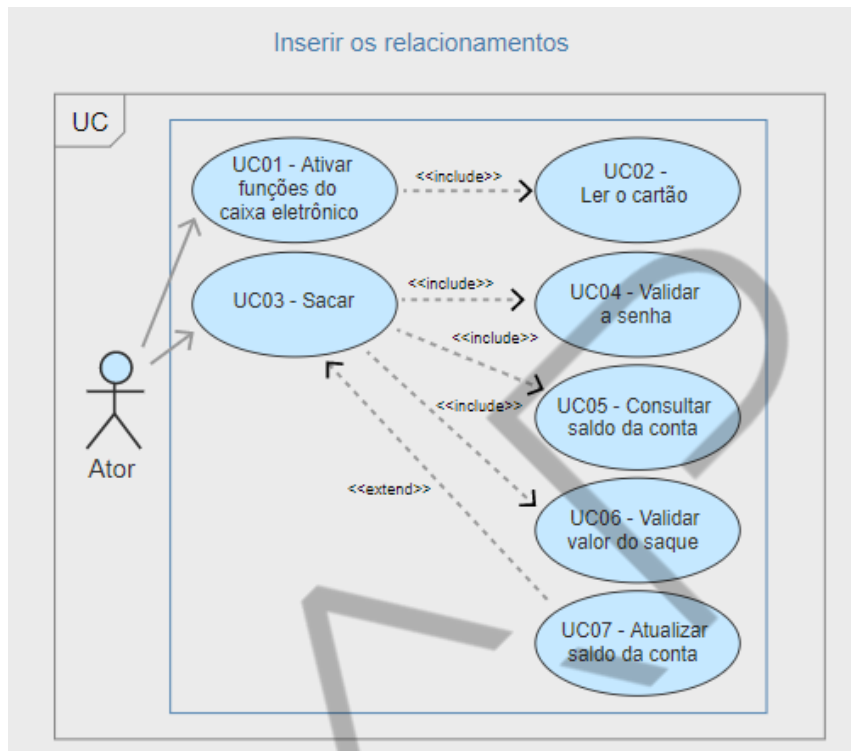 Inserir os relacionamentos
UC
UC01 - Ativar
funções do
caixa eletrônico
<<include>>
UC02 -
Ler o cartão
UC03 - Sacar
<<include>>
UC04 - Validar
a senha
<<include>>
UC05 - Consultar
saldo da conta
<<include>>
Ator
<<extend>>
UC06 - Validar
valor do saque
UC07 - Atualizar
saldo da conta